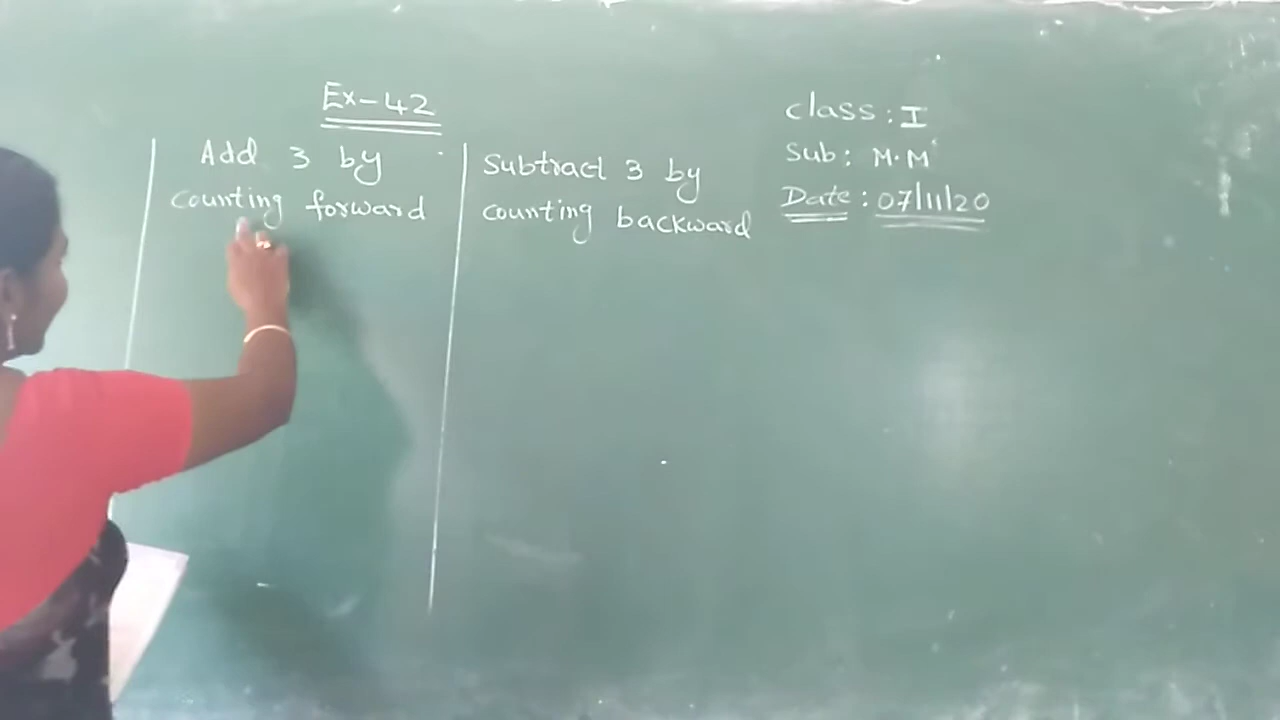 Ex-42
Add 3 by
counting forward
Subtract 3 by
counting backward
class : I
Sub : M.M
Date : 07/11/20